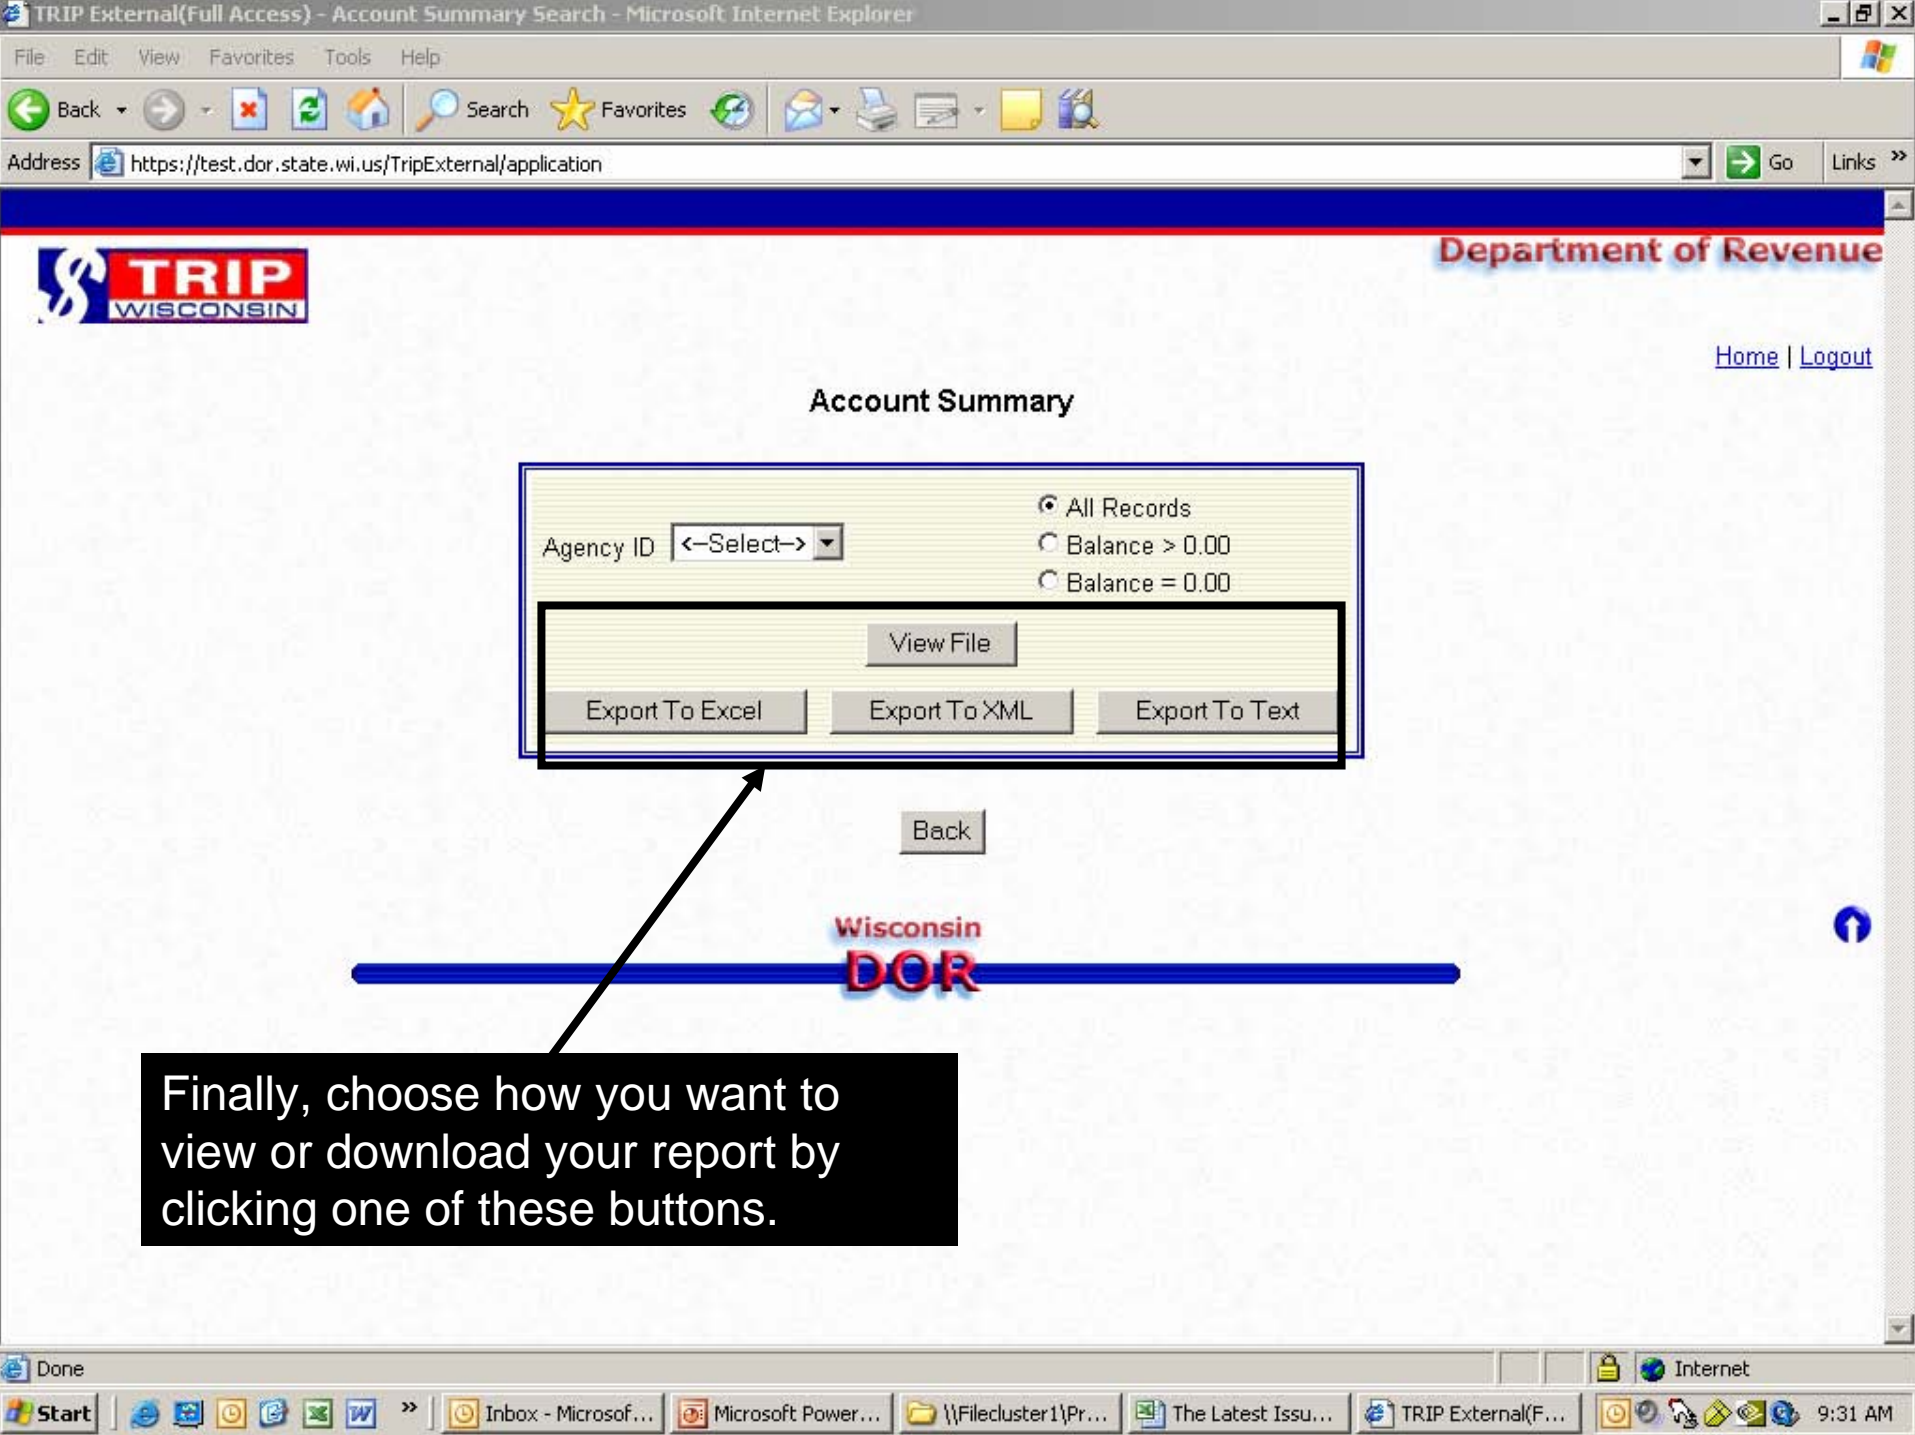 TRIP External(Full Access) - Account Summary Search - Microsoft Internet Explorer
File Edit View Favorites Tools Help
Back Search Favorites
Address https://test.dor.state.wi.us/TripExternal/application Go Links »
TRIP
WISCONSIN
Department of Revenue
Home | Logout
Account Summary
All Records
Agency ID <--Select--> Balance > 0.00
Balance = 0.00
View File
Export To Excel Export To XML Export To Text
Back
Wisconsin
DOR
Finally, choose how you want to
view or download your report by
clicking one of these buttons.
Done Internet
Start » Inbox - Microsof... Microsoft Power... \\Filecluster1\Pr... The Latest Issu... TRIP External(F... 9:31 AM